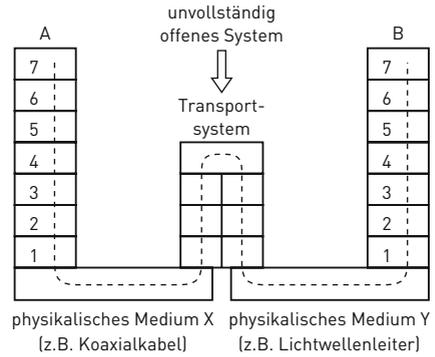 unvollständig
offenes System
A
B
Transport-
system
7
6
5
4
3
2
1
7
6
5
4
3
2
1
physikalisches Medium X
(z.B. Koaxialkabel)
physikalisches Medium Y
(z.B. Lichtwellenleiter)